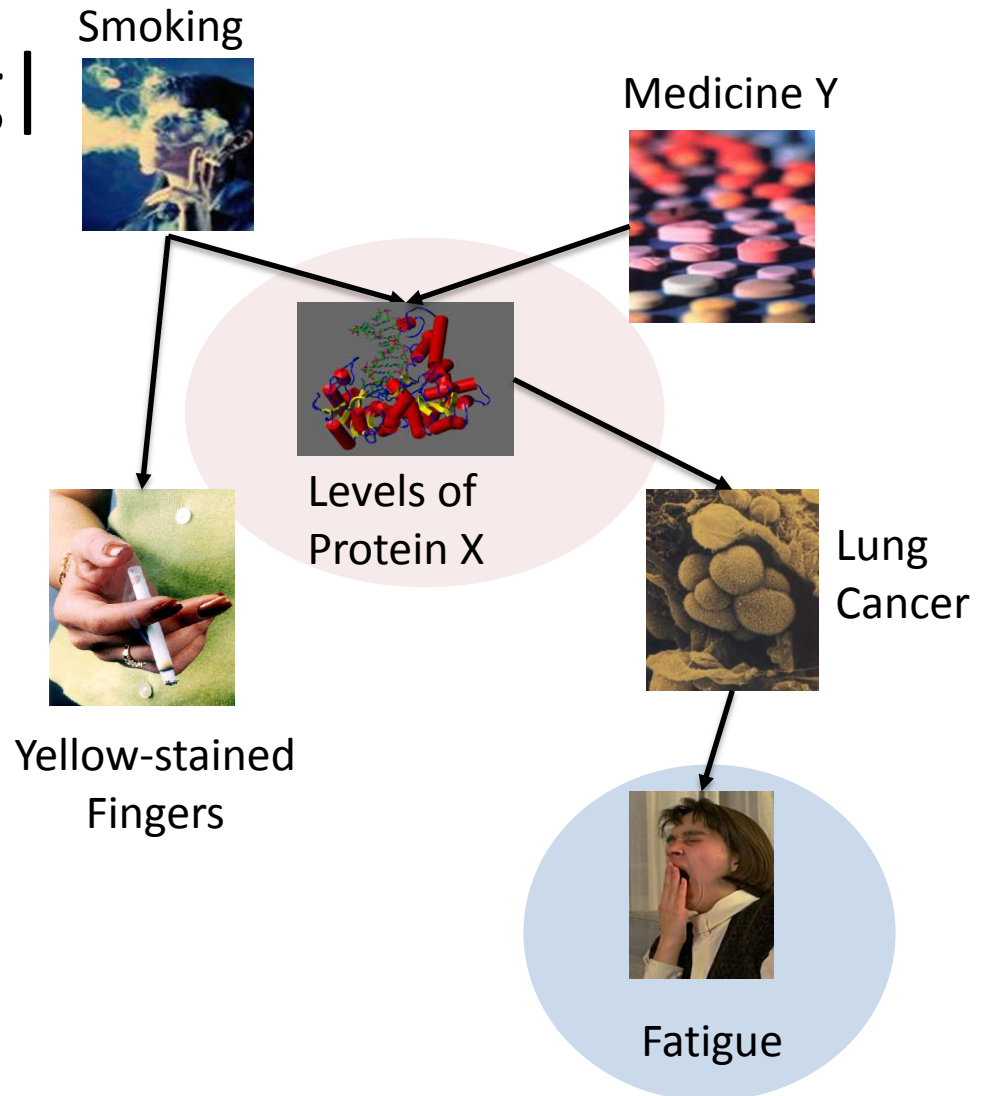 Smoking
Medicine Y
Levels of
Protein X
Lung
Cancer
Yellow-stained
Fingers
Fatigue